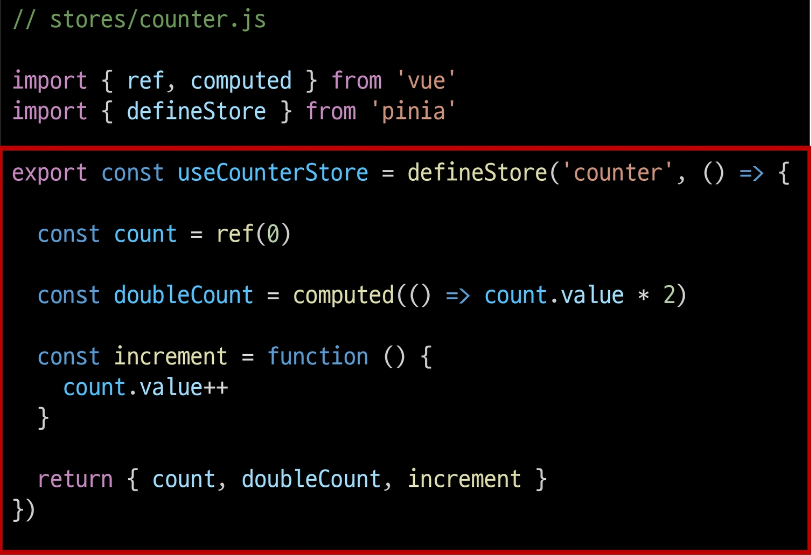 // stores/counter.js
import { ref, computed } from 'vue'
import { defineStore } from 'pinia'
export const useCounterStore = defineStore('counter', () => {
  const count = ref(0)
  const doubleCount = computed(() => count.value * 2)
  const increment = function () {
    count.value++
  }
  return { count, doubleCount, increment }
})